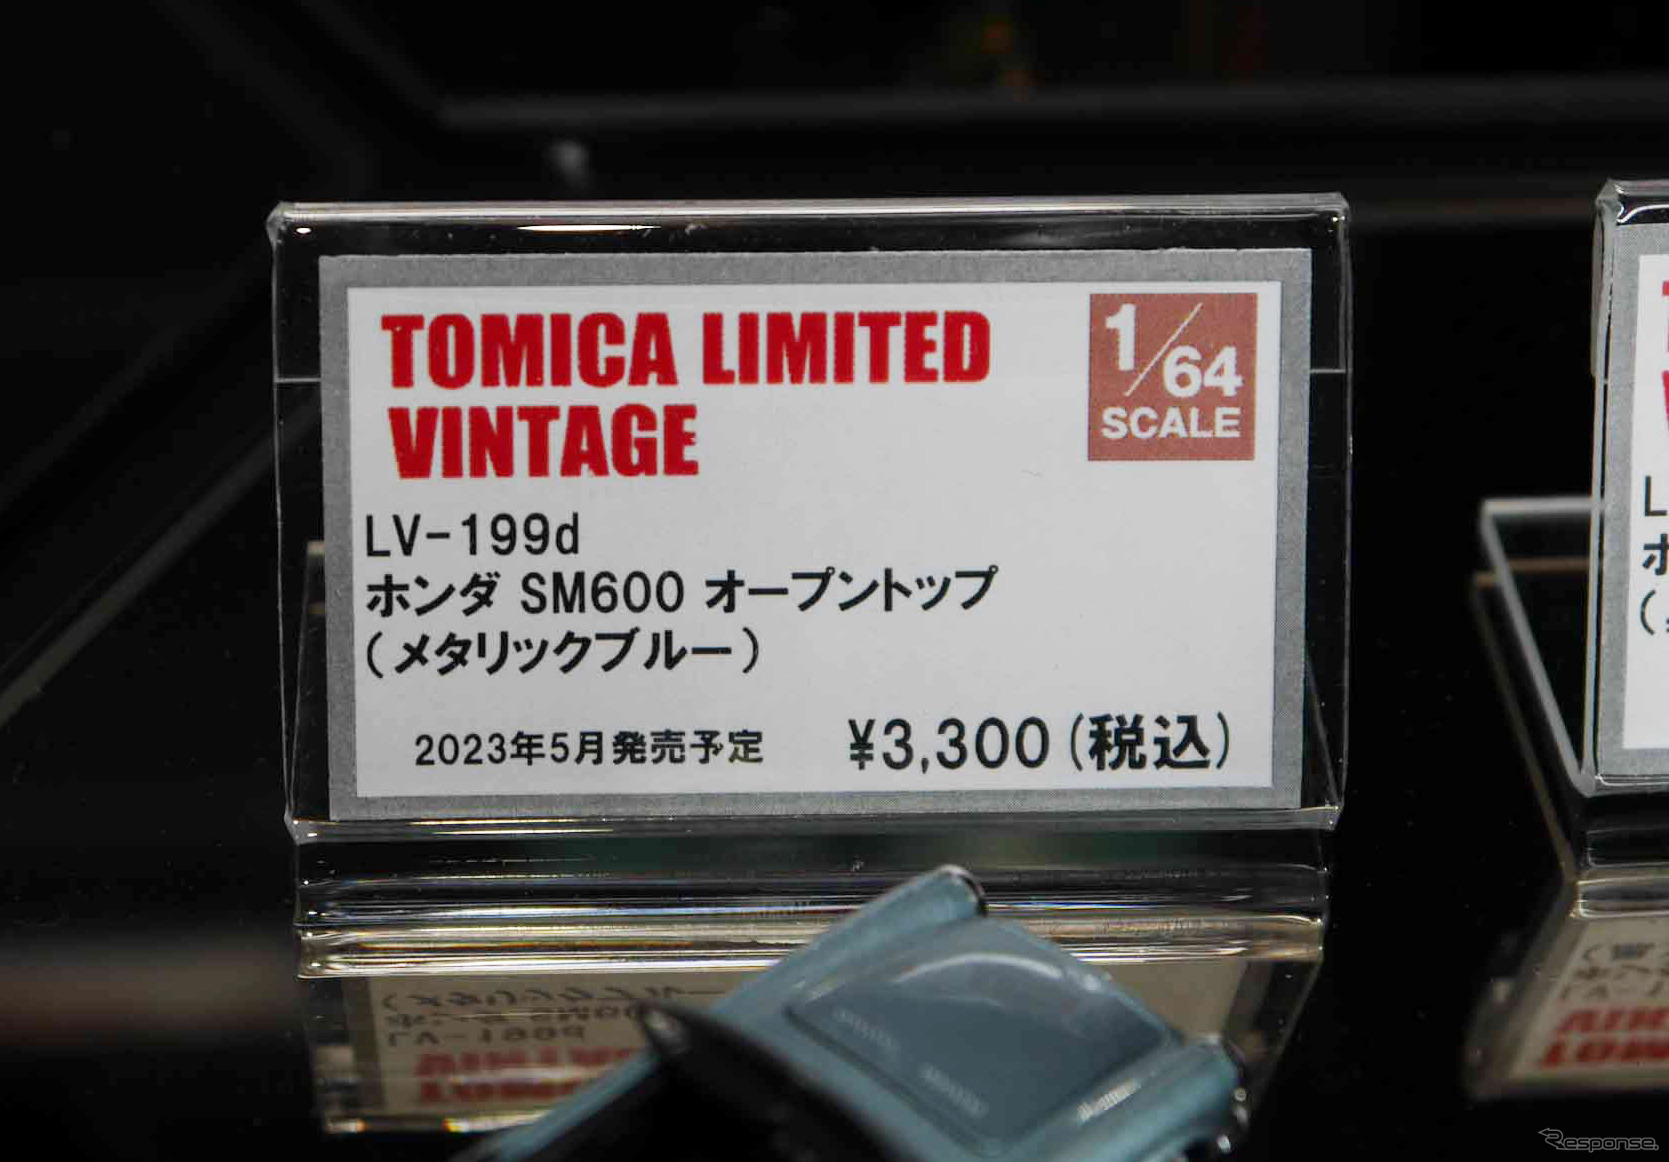 TOMICA LIMITED
VINTAGE
1/64
SCALE
LV-199d
ホンダ SM600 オープントップ
(メタリックブルー)
2023年5月発売予定 ¥3,300(税込)
Response.